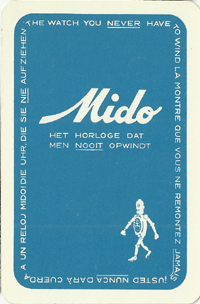 THE WATCH YOU NEVER HAVE
TO WIND LA MONTRE QUE VOUS NE REMONTEZ JAMAIS
¡USTED NUNCA DARÁ CUERDA
A UN RELOJ MIDO! DIE UHR, DIE SIE NIE AUFZIEHEN
Mido
HET HORLOGE DAT
MEN NOOIT OPWINDT